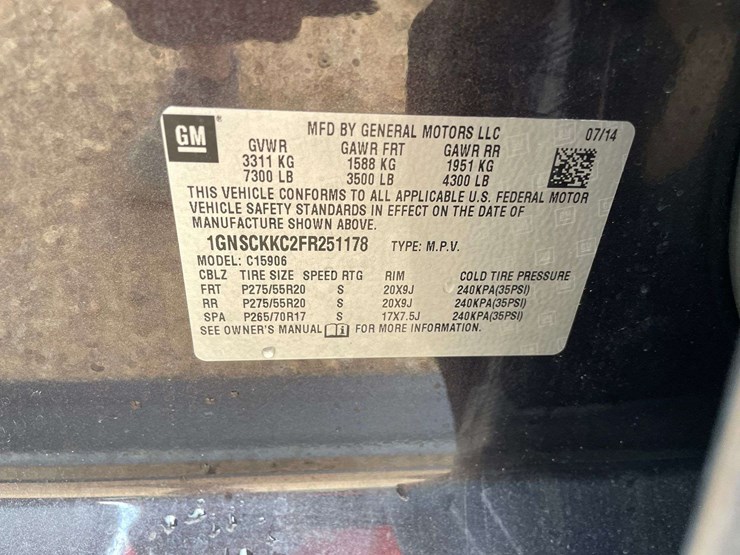 GM
MFD BY GENERAL MOTORS LLC 07/14
GVWR GAWR FRT GAWR RR
3311 KG 1588 KG 1951 KG
7300 LB 3500 LB 4300 LB
THIS VEHICLE CONFORMS TO ALL APPLICABLE U.S. FEDERAL MOTOR
VEHICLE SAFETY STANDARDS IN EFFECT ON THE DATE OF
MANUFACTURE SHOWN ABOVE.
1GNSCKKC2FR251178 TYPE: M.P.V.
MODEL: C15906
CBLZ TIRE SIZE SPEED RTG RIM COLD TIRE PRESSURE
FRT P275/55R20 S 20X9J 240KPA(35PSI)
RR P275/55R20 S 20X9J 240KPA(35PSI)
SPA P265/70R17 S 17X7.5J 240KPA(35PSI)
SEE OWNER'S MANUAL i FOR MORE INFORMATION.